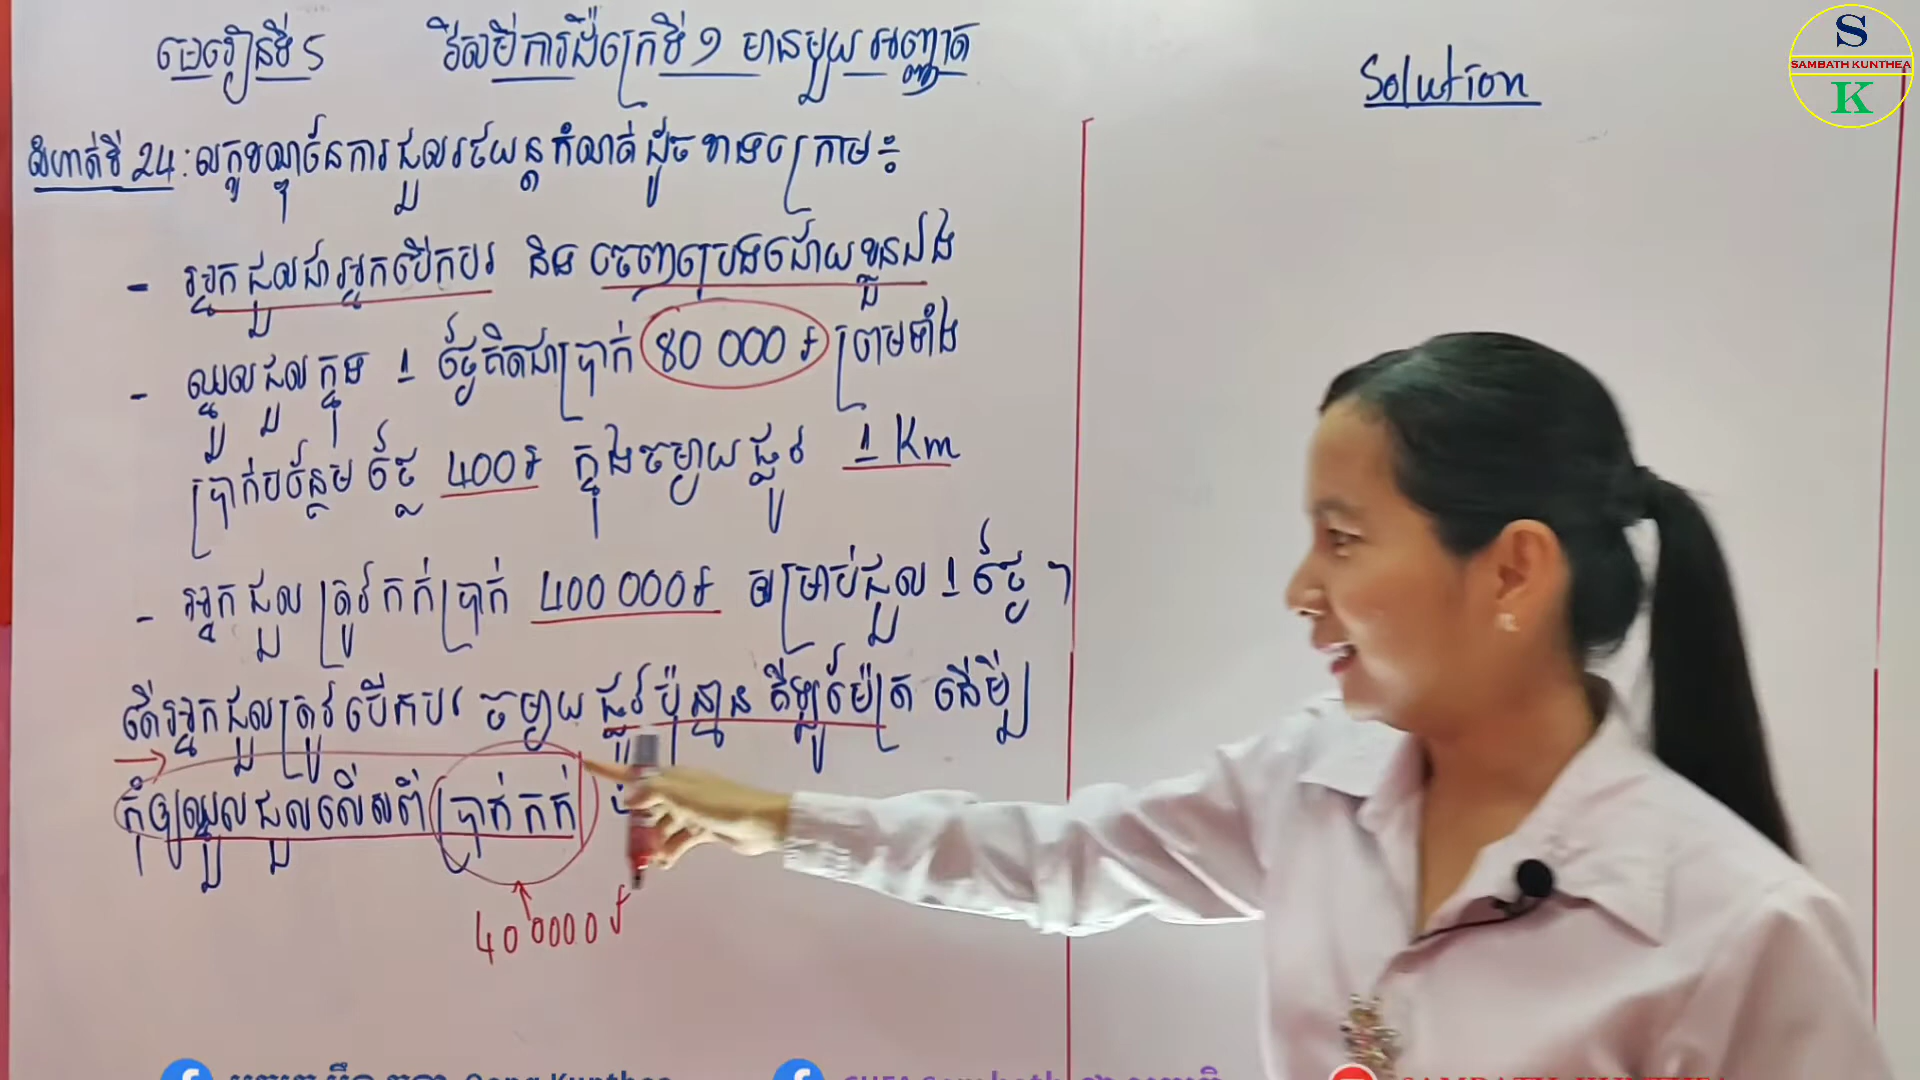 មេរៀនទី 5 វិសមីការដឺក្រេទី ១ មានមួយអញ្ញាត
Solution
S
SAMBATH KUNTHEA
K
លំហាត់ទី 24 : លក្ខខណ្ឌនៃការជួលរថយន្តកំណត់ដូចខាងក្រោម ៖
- អ្នកជួលជាអ្នកបើកបរ និង ចេញប្រេងដោយខ្លួនឯង
- ឈ្នួលជួលក្នុង 1 ថ្ងៃគិតជាប្រាក់ 80 000 ៛ ព្រមទាំង
ប្រាក់បន្ថែមថ្លៃ 400៛ ក្នុងចម្ងាយផ្លូវ 1 Km
- អ្នកជួល ត្រូវកក់ប្រាក់ 400 000៛ សម្រាប់ជួល 1 ថ្ងៃ ។
តើអ្នកជួលត្រូវបើកបរ ចម្ងាយ ផ្លូវប៉ុន្មាន គីឡូម៉ែត្រ ដើម្បី
កុំឲ្យឈ្នួលជួលលើសពីប្រាក់កក់
400000 ៛
SAMBATH KUNTHEA